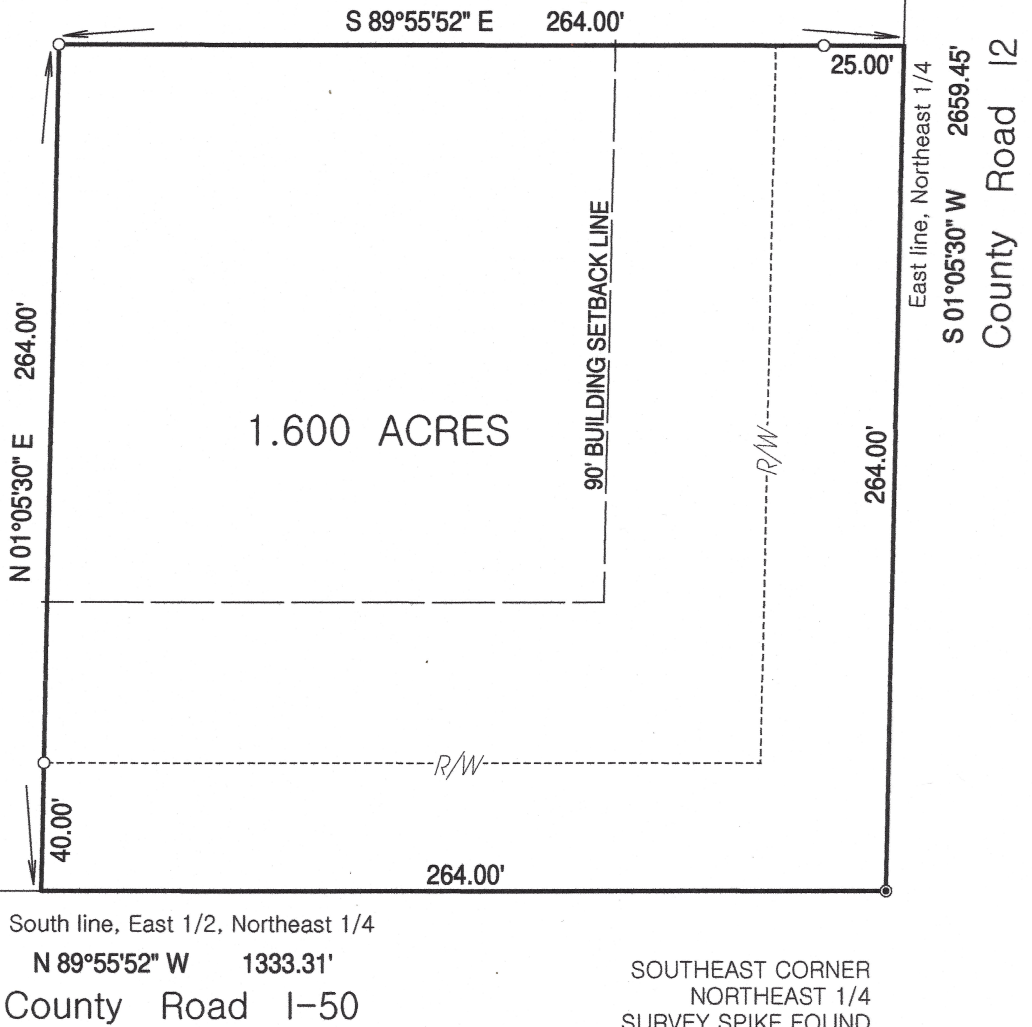 S 89°55'52" E 264.00'
25.00'
East line, Northeast 1/4
S 01°05'30" W 2659.45'
County Road 12
N 01°05'30" E 264.00'
90' BUILDING SETBACK LINE
1.600 ACRES
R/W
264.00'
R/W
40.00'
264.00'
South line, East 1/2, Northeast 1/4
N 89°55'52" W 1333.31'
County Road I-50
SOUTHEAST CORNER
NORTHEAST 1/4
SURVEY SPIKE FOUND